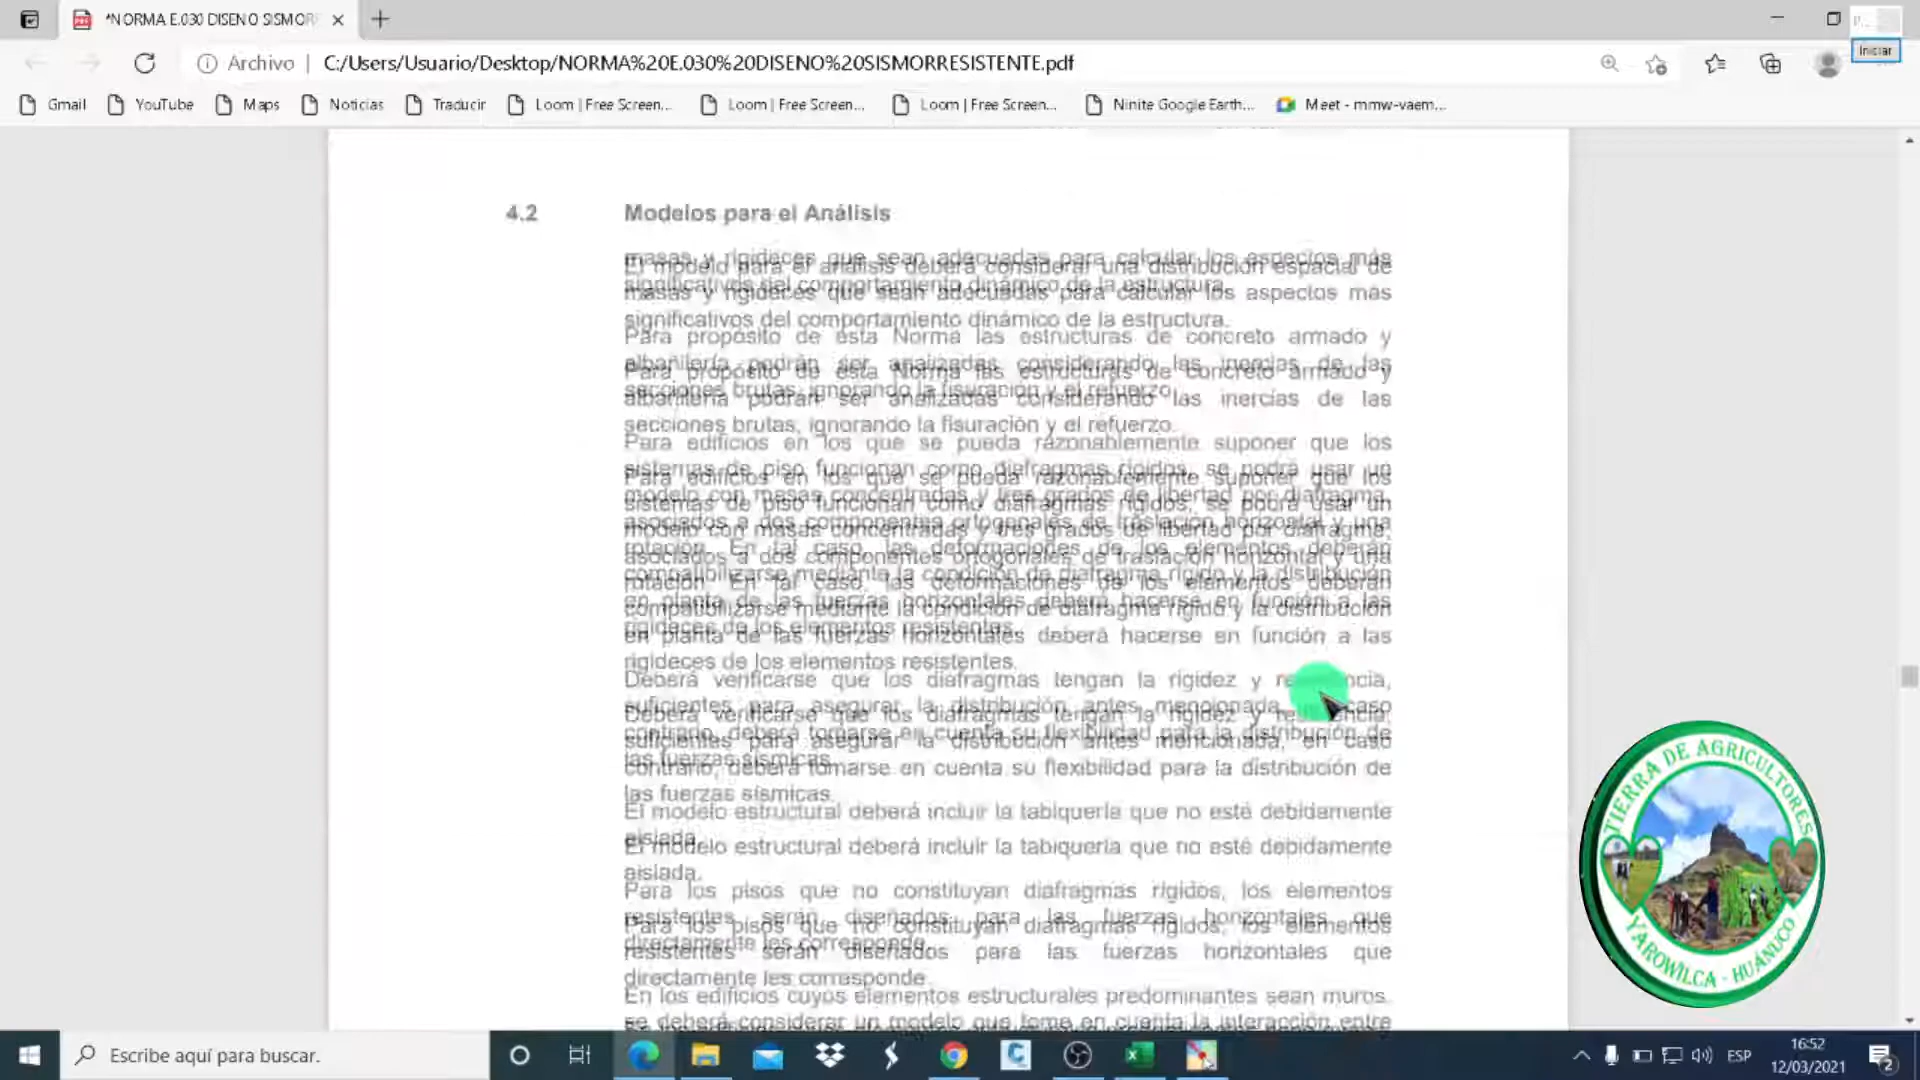 *NORMA E.030 DISENO SISMOR
P...
Iniciar
Archivo | C:/Users/Usuario/Desktop/NORMA%20E.030%20DISENO%20SISMORRESISTENTE.pdf
Gmail YouTube Maps Noticias Traducir Loom | Free Screen... Loom | Free Screen... Loom | Free Screen... Ninite Google Earth... Meet - mmw-vaem...
4.2 Modelos para el Análisis
El modelo para el análisis deberá considerar una distribución espacial de
masas y rigideces que sean adecuadas para calcular los aspectos más
significativos del comportamiento dinámico de la estructura.
Para propósito de esta Norma las estructuras de concreto armado y
albañilería podrán ser analizadas considerando las inercias de las
secciones brutas, ignorando la fisuración y el refuerzo.
Para edificios en los que se pueda razonablemente suponer que los
sistemas de piso funcionan como diafragmas rígidos, se podrá usar un
modelo con masas concentradas y tres grados de libertad por diafragma,
asociados a dos componentes ortogonales de traslación horizontal y una
rotación. En tal caso, las deformaciones de los elementos deberán
compatibilizarse mediante la condición de diafragma rígido y la distribución
en planta de las fuerzas horizontales deberá hacerse en función a las
rigideces de los elementos resistentes.
Deberá verificarse que los diafragmas tengan la rigidez y
suficientes para asegurar la distribución antes mencionada, en caso
contrario, deberá tomarse en cuenta su flexibilidad para la distribución de
las fuerzas sísmicas.
El modelo estructural deberá incluir la tabiquería que no esté debidamente
aislada.
Para los pisos que no constituyan diafragmas rígidos, los elementos
resistentes serán diseñados para las fuerzas horizontales que
directamente les corresponde.
En los edificios cuyos elementos estructurales predominantes sean muros,
se deberá considerar un modelo que tome en cuenta la interacción entre
TIERRA DE AGRICULTORES
YAROWILCA - HUÁNUCO
Escribe aquí para buscar.
ESP
16:52
12/03/2021
2